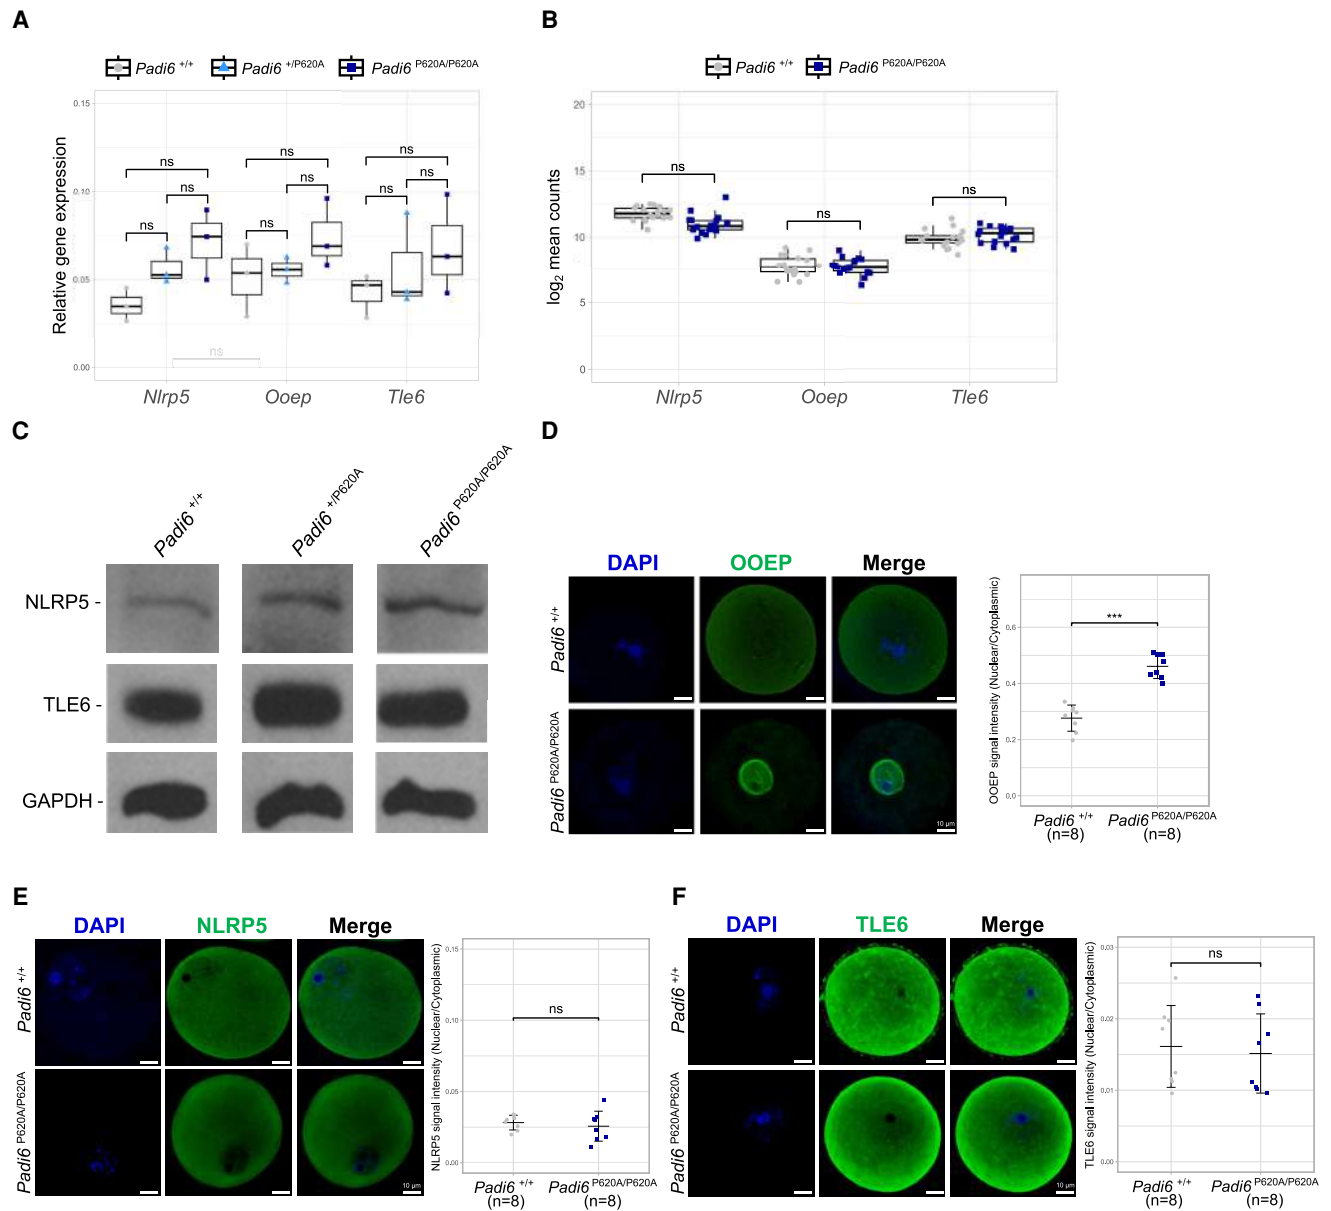 A
Padi6 +/+ Padi6 +/P620A Padi6 P620A/P620A
Relative gene expression
0.15
0.10
0.05
0.00
ns ns ns
ns ns ns
ns ns ns
ns
Nlrp5 Ooep Tle6
B
Padi6 +/+ Padi6 P620A/P620A
log2 mean counts
20
15
10
5
0
ns ns ns
Nlrp5 Ooep Tle6
C
Padi6 +/+ Padi6 +/P620A Padi6 P620A/P620A
NLRP5 -
TLE6 -
GAPDH -
D
DAPI OOEP Merge
Padi6 +/+
Padi6 P620A/P620A
10 µm
OOEP signal intensity (Nuclear/Cytoplasmic)
0.6
0.4
0.2
0.0
***
Padi6 +/+ Padi6 P620A/P620A
(n=8) (n=8)
E
DAPI NLRP5 Merge
Padi6 +/+
Padi6 P620A/P620A
10 µm
NLRP5 signal intensity (Nuclear/Cytoplasmic)
0.15
0.10
0.05
0.00
ns
Padi6 +/+ Padi6 P620A/P620A
(n=8) (n=8)
F
DAPI TLE6 Merge
Padi6 +/+
Padi6 P620A/P620A
10 µm
TLE6 signal intensity (Nuclear/Cytoplasmic)
0.03
0.02
0.01
0.00
ns
Padi6 +/+ Padi6 P620A/P620A
(n=8) (n=8)